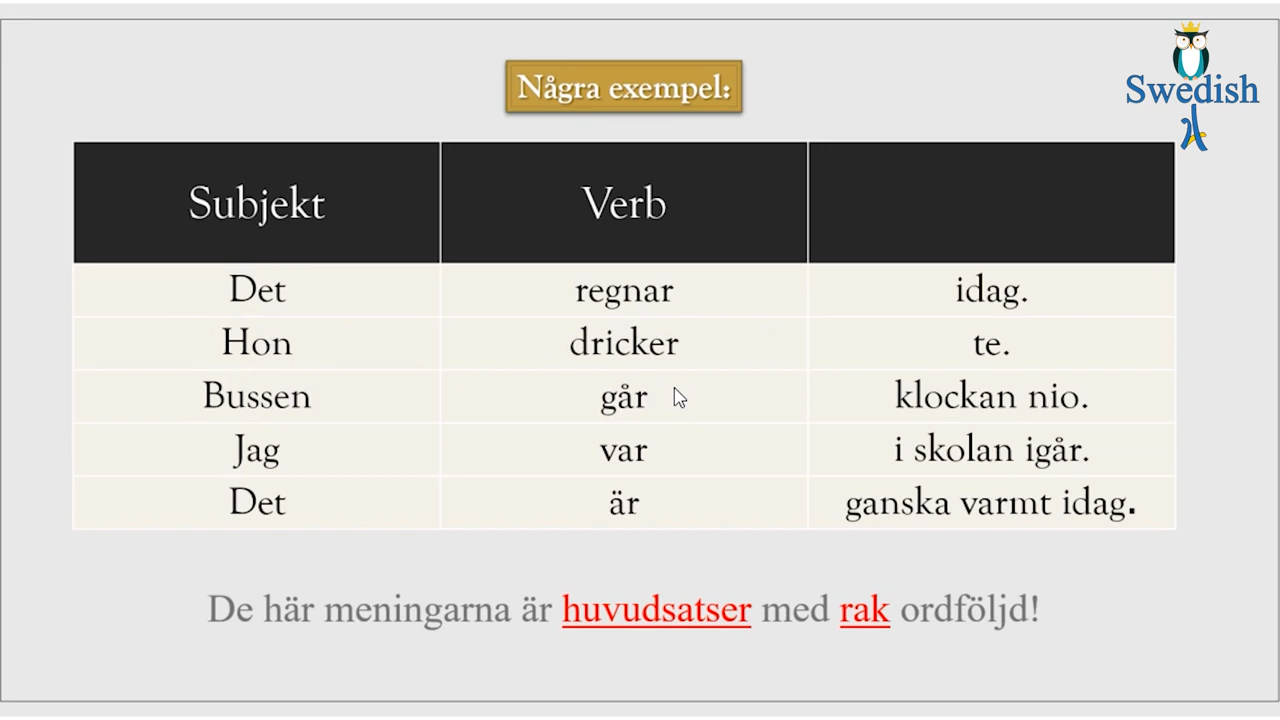 Några exempel:
Swedish
Subjekt Verb
Det regnar idag.
Hon dricker te.
Bussen går klockan nio.
Jag var i skolan igår.
Det är ganska varmt idag.
De här meningarna är huvudsatser med rak ordföljd!